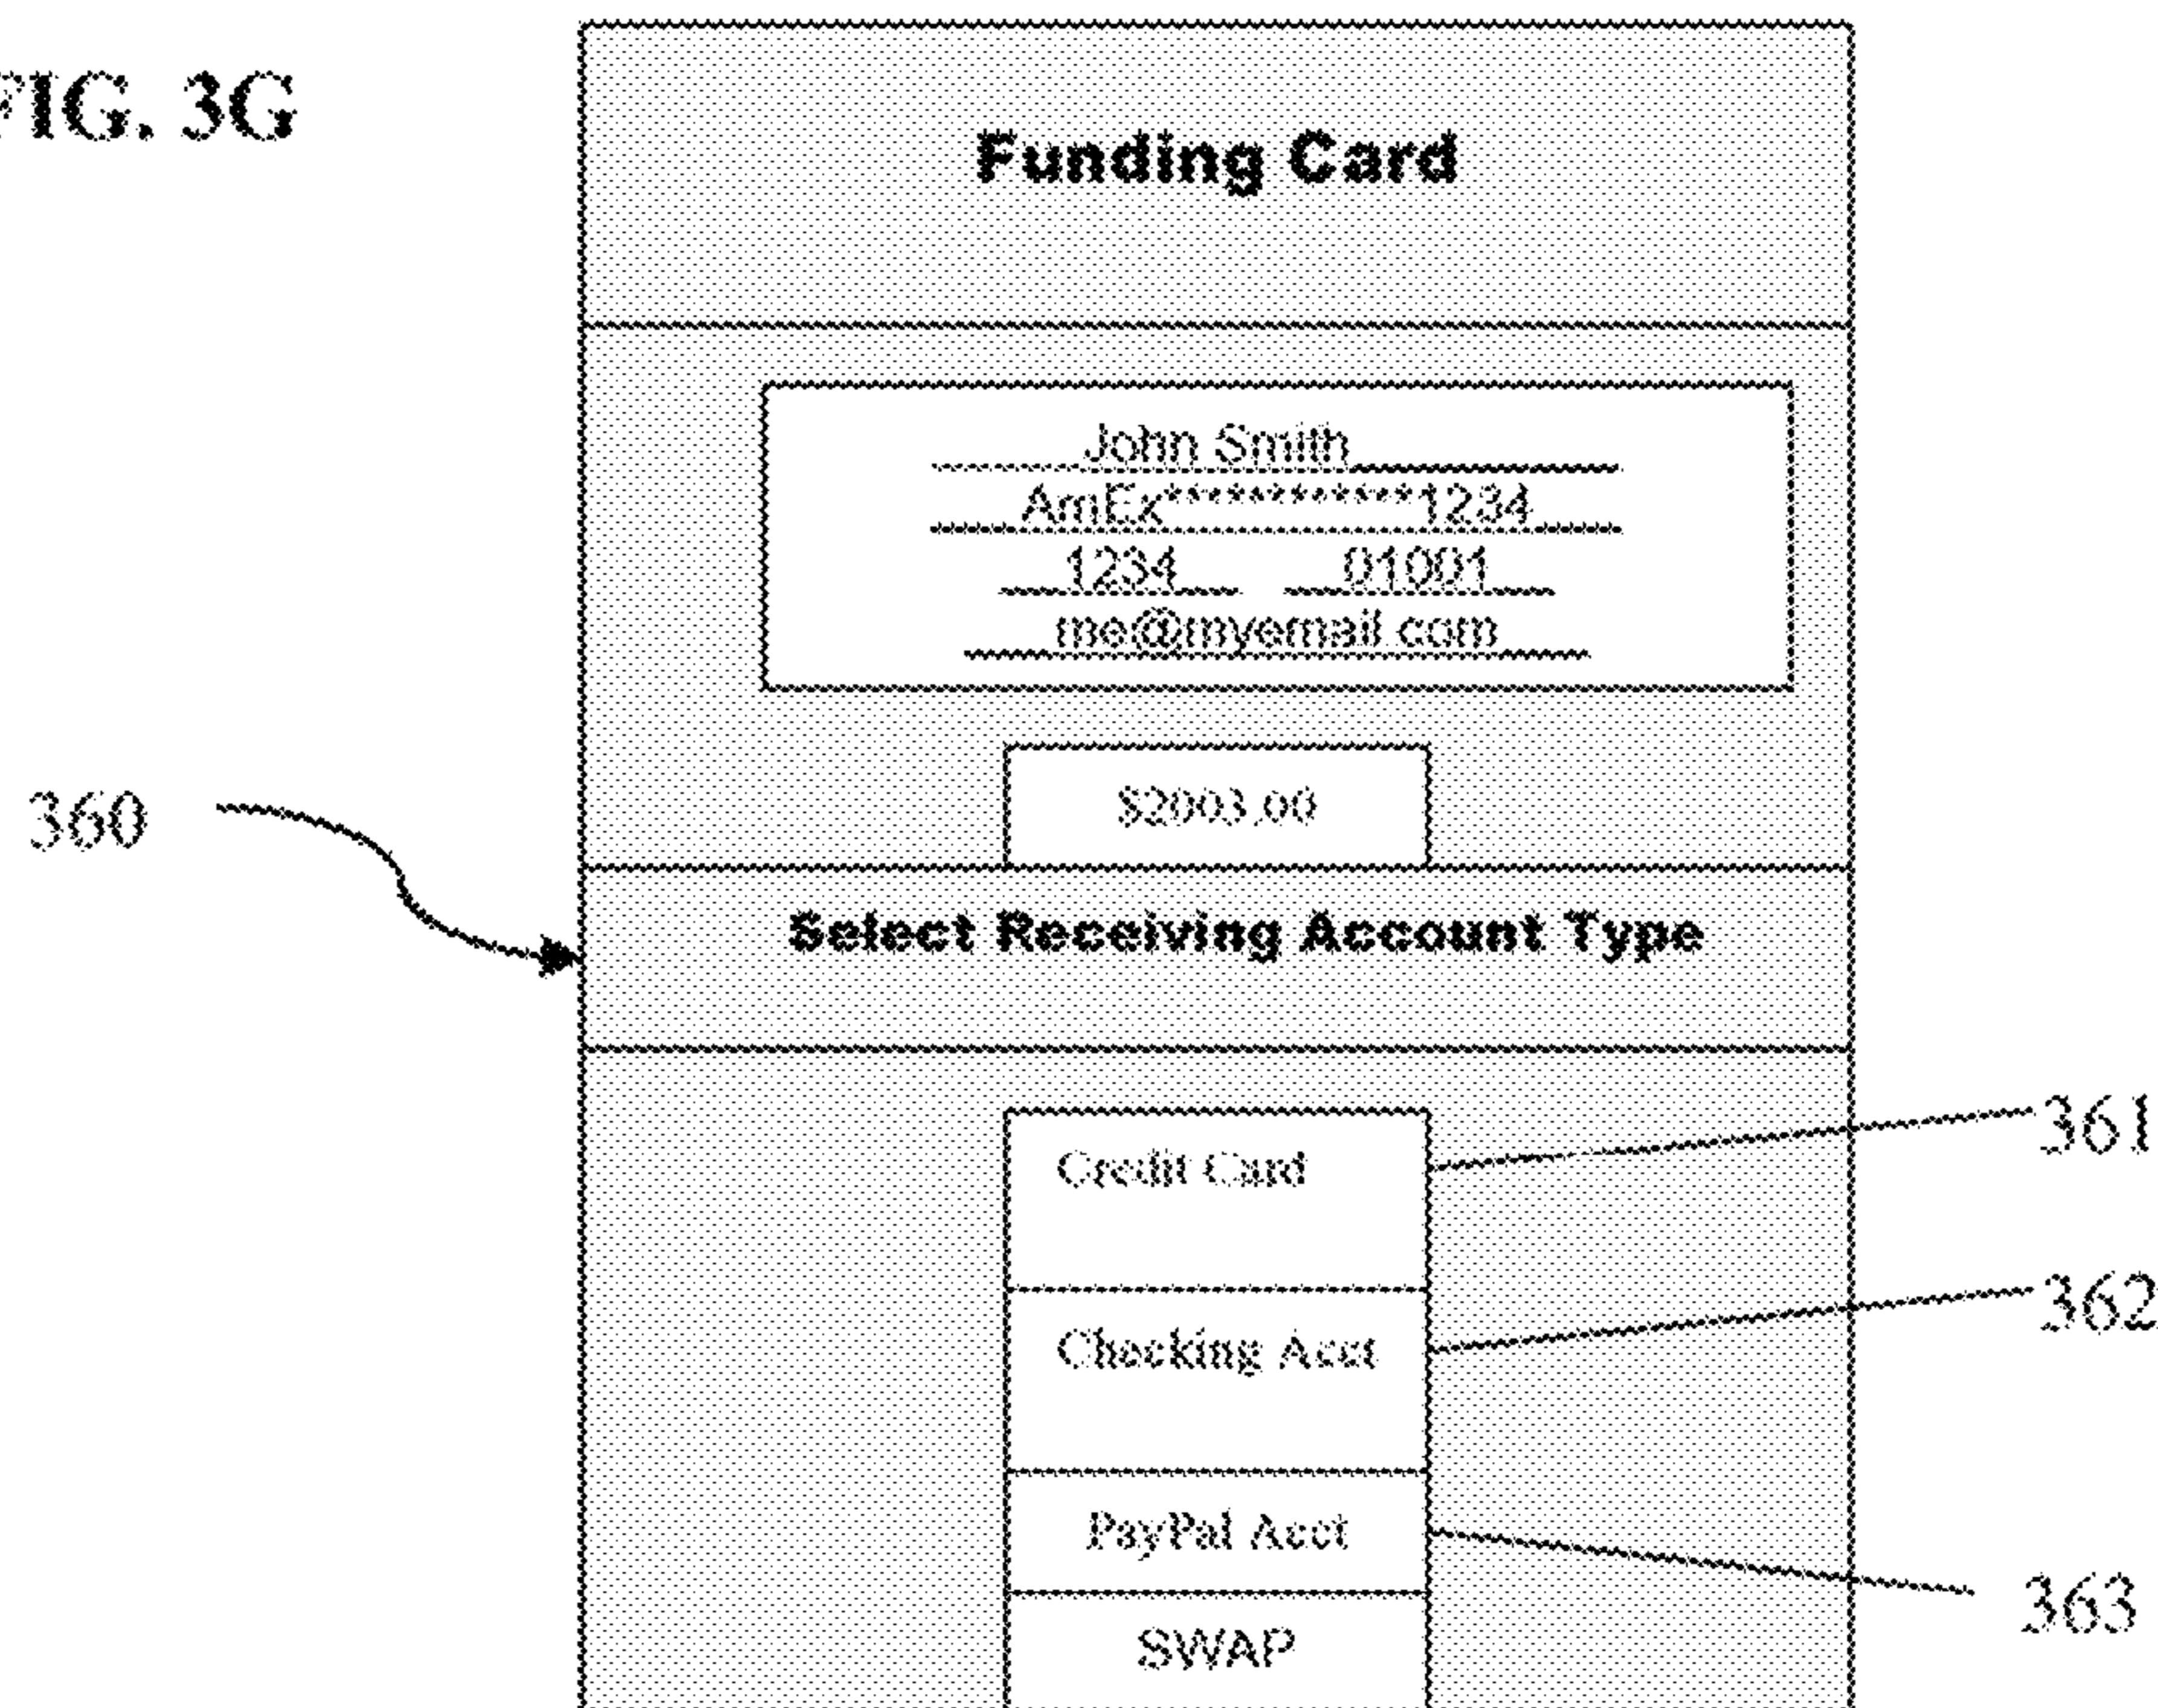 FIG. 3G
Funding Card
John Smith
AmEx************1234
1234 01001
me@myemail.com
$2003.00
360
Select Receiving Account Type
Credit Card
361
Checking Acct
362
PayPal Acct
363
SWAP